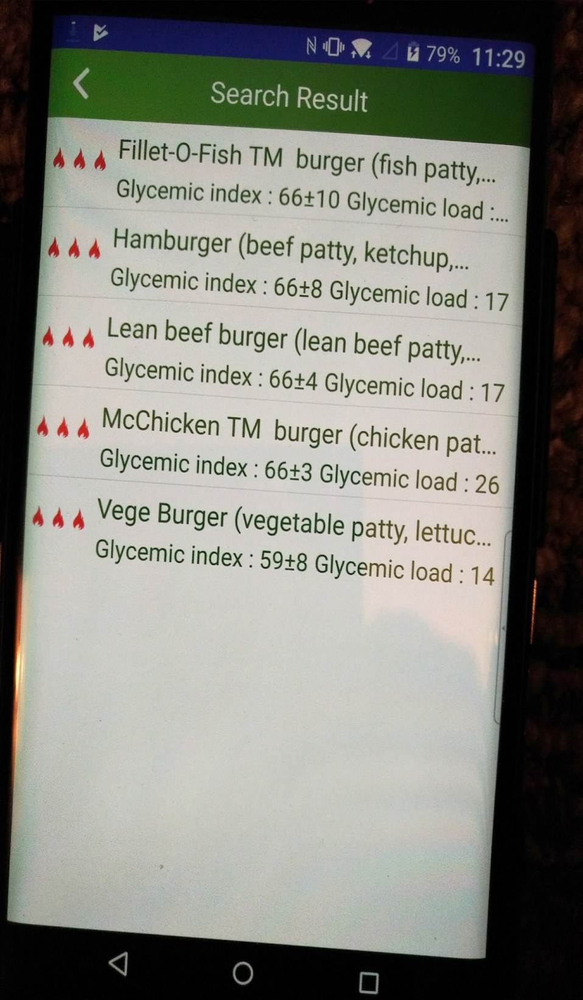 79% 11:29
Search Result
Fillet-O-Fish TM burger (fish patty,...
Glycemic index : 66±10 Glycemic load :...
Hamburger (beef patty, ketchup,...
Glycemic index : 66±8 Glycemic load : 17
Lean beef burger (lean beef patty,...
Glycemic index : 66±4 Glycemic load : 17
McChicken TM burger (chicken pat...
Glycemic index : 66±3 Glycemic load : 26
Vege Burger (vegetable patty, lettuc...
Glycemic index : 59±8 Glycemic load : 14